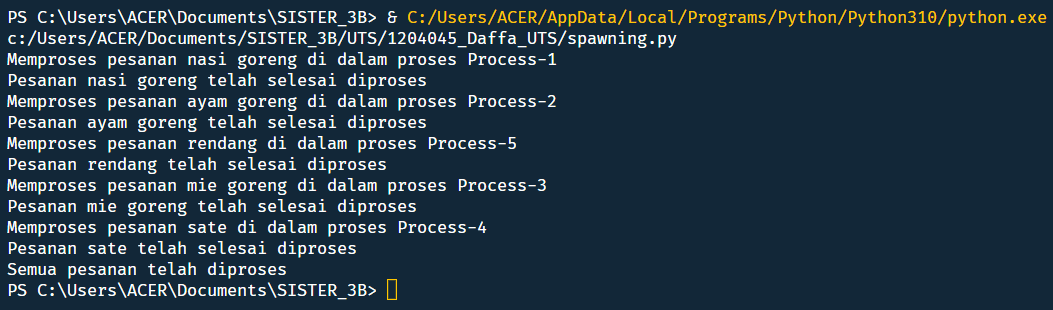 PS C:\Users\ACER\Documents\SISTER_3B> & C:/Users/ACER/AppData/Local/Programs/Python/Python310/python.exe
c:/Users/ACER/Documents/SISTER_3B/UTS/1204045_Daffa_UTS/spawning.py
Memproses pesanan nasi goreng di dalam proses Process-1
Pesanan nasi goreng telah selesai diproses
Memproses pesanan ayam goreng di dalam proses Process-2
Pesanan ayam goreng telah selesai diproses
Memproses pesanan rendang di dalam proses Process-5
Pesanan rendang telah selesai diproses
Memproses pesanan mie goreng di dalam proses Process-3
Pesanan mie goreng telah selesai diproses
Memproses pesanan sate di dalam proses Process-4
Pesanan sate telah selesai diproses
Semua pesanan telah diproses
PS C:\Users\ACER\Documents\SISTER_3B>